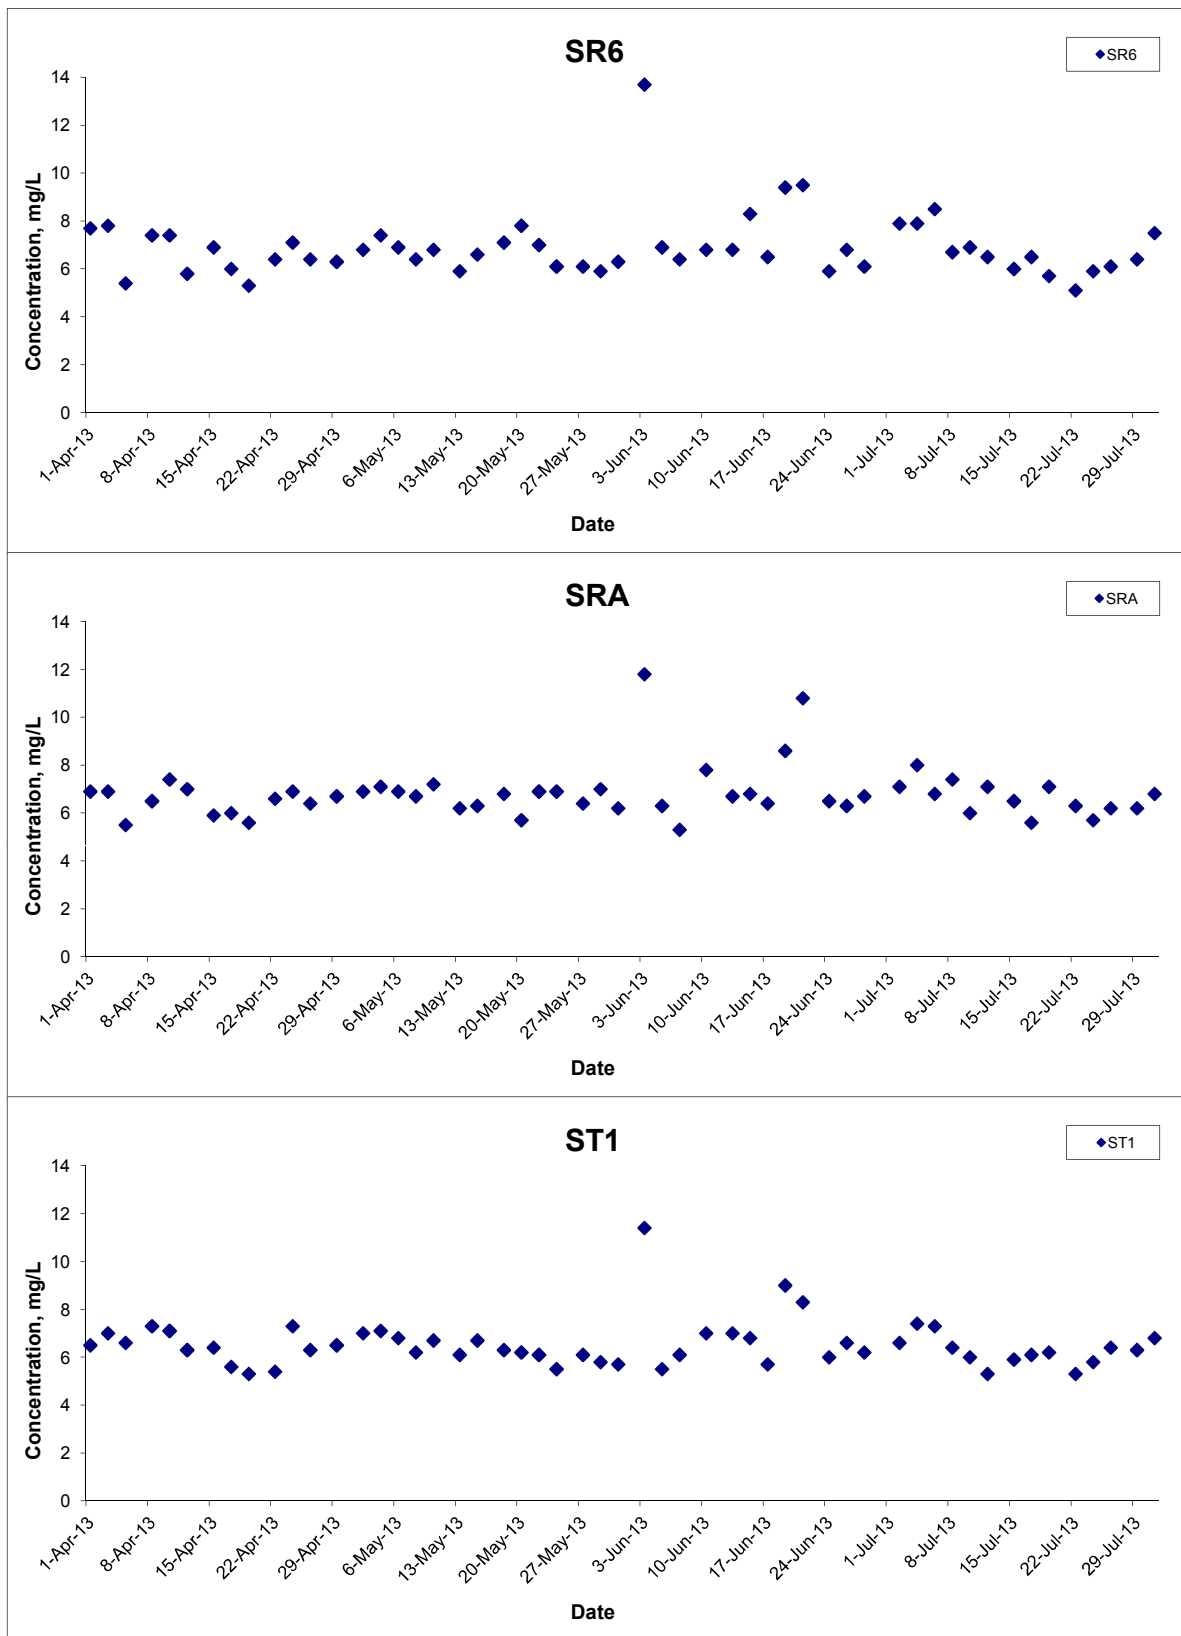 SR6
SR6
14
12
10
8
6
4
2
0
Concentration, mg/L
1-Apr-13 8-Apr-13 15-Apr-13 22-Apr-13 29-Apr-13 6-May-13 13-May-13 20-May-13 27-May-13 3-Jun-13 10-Jun-13 17-Jun-13 24-Jun-13 1-Jul-13 8-Jul-13 15-Jul-13 22-Jul-13 29-Jul-13
Date
SRA
SRA
14
12
10
8
6
4
2
0
Concentration, mg/L
1-Apr-13 8-Apr-13 15-Apr-13 22-Apr-13 29-Apr-13 6-May-13 13-May-13 20-May-13 27-May-13 3-Jun-13 10-Jun-13 17-Jun-13 24-Jun-13 1-Jul-13 8-Jul-13 15-Jul-13 22-Jul-13 29-Jul-13
Date
ST1
ST1
14
12
10
8
6
4
2
0
Concentration, mg/L
1-Apr-13 8-Apr-13 15-Apr-13 22-Apr-13 29-Apr-13 6-May-13 13-May-13 20-May-13 27-May-13 3-Jun-13 10-Jun-13 17-Jun-13 24-Jun-13 1-Jul-13 8-Jul-13 15-Jul-13 22-Jul-13 29-Jul-13
Date